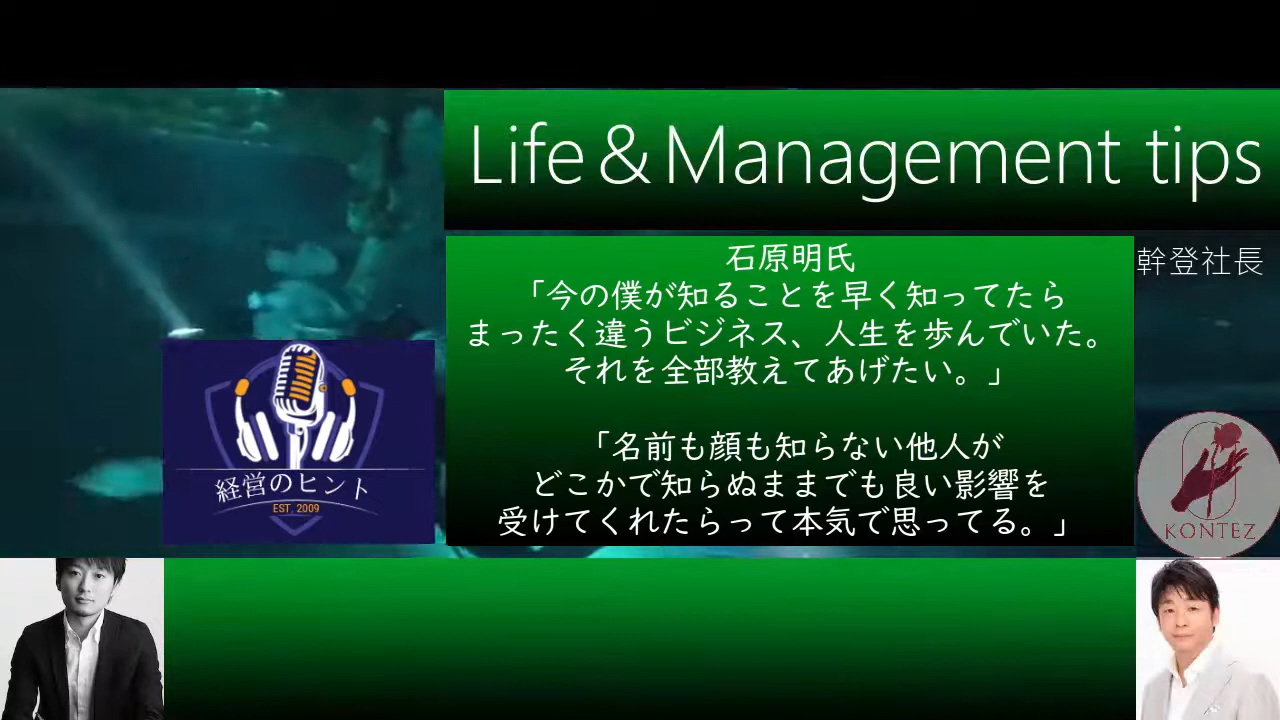 Life＆Management tips
石原明氏
「今の僕が知ることを早く知ってたら
まったく違うビジネス、人生を歩んでいた。
それを全部教えてあげたい。」
「名前も顔も知らない他人が
どこかで知らぬままでも良い影響を
受けてくれたらって本気で思ってる。」
幹登社長
経営のヒント
EST. 2009
KONTEZ